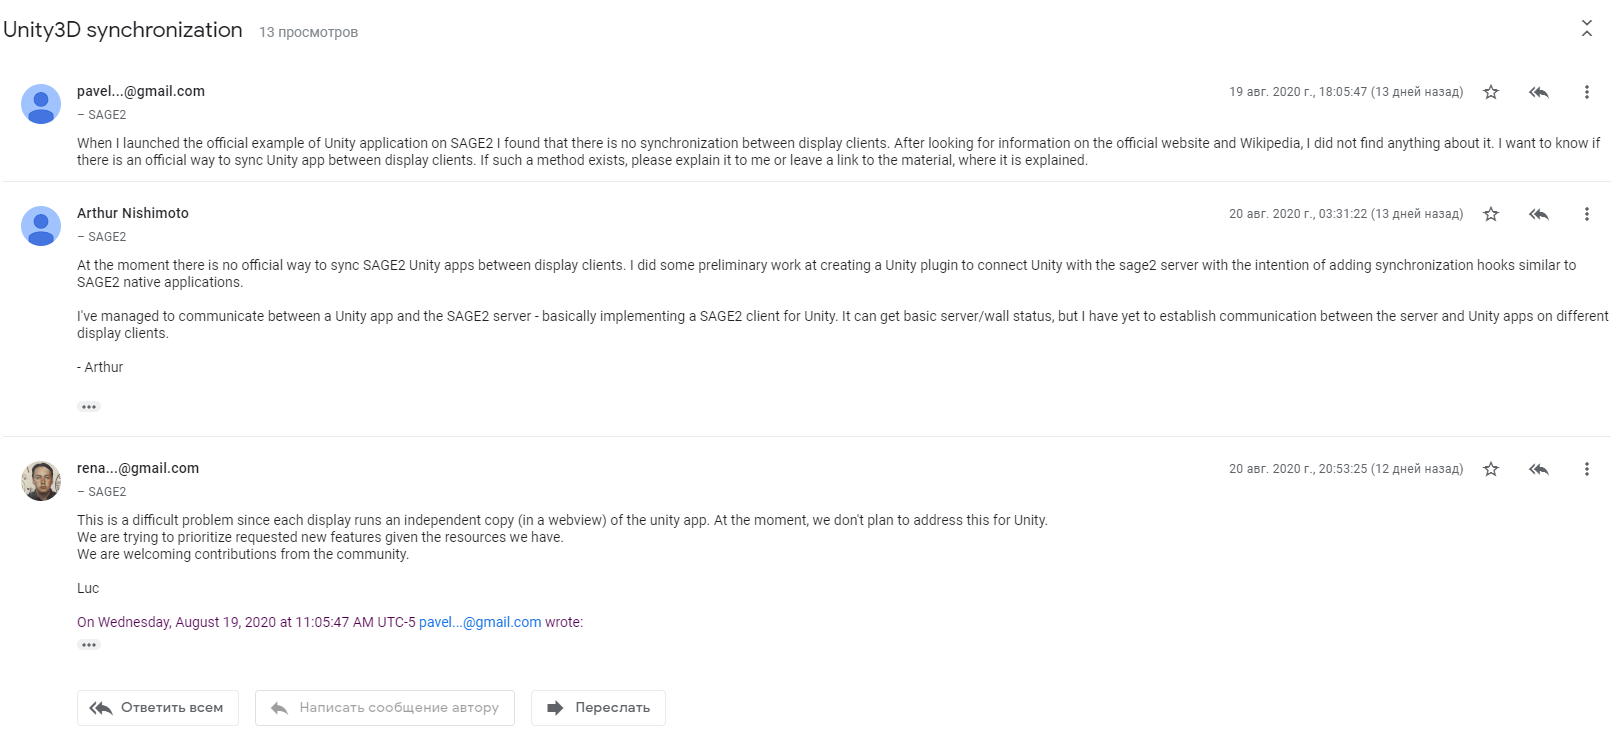 Unity3D synchronization 13 просмотров
pavel...@gmail.com 19 авг. 2020 г., 18:05:47 (13 дней назад)
– SAGE2
When I launched the official example of Unity application on SAGE2 I found that there is no synchronization between display clients. After looking for information on the official website and Wikipedia, I did not find anything about it. I want to know if
there is an official way to sync Unity app between display clients. If such a method exists, please explain it to me or leave a link to the material, where it is explained.
Arthur Nishimoto 20 авг. 2020 г., 03:31:22 (13 дней назад)
– SAGE2
At the moment there is no official way to sync SAGE2 Unity apps between display clients. I did some preliminary work at creating a Unity plugin to connect Unity with the sage2 server with the intention of adding synchronization hooks similar to
SAGE2 native applications.
I've managed to communicate between a Unity app and the SAGE2 server - basically implementing a SAGE2 client for Unity. It can get basic server/wall status, but I have yet to establish communication between the server and Unity apps on different
display clients.
- Arthur
rena...@gmail.com 20 авг. 2020 г., 20:53:25 (12 дней назад)
– SAGE2
This is a difficult problem since each display runs an independent copy (in a webview) of the unity app. At the moment, we don't plan to address this for Unity.
We are trying to prioritize requested new features given the resources we have.
We are welcoming contributions from the community.
Luc
On Wednesday, August 19, 2020 at 11:05:47 AM UTC-5 pavel...@gmail.com wrote:
Ответить всем Написать сообщение автору Переслать